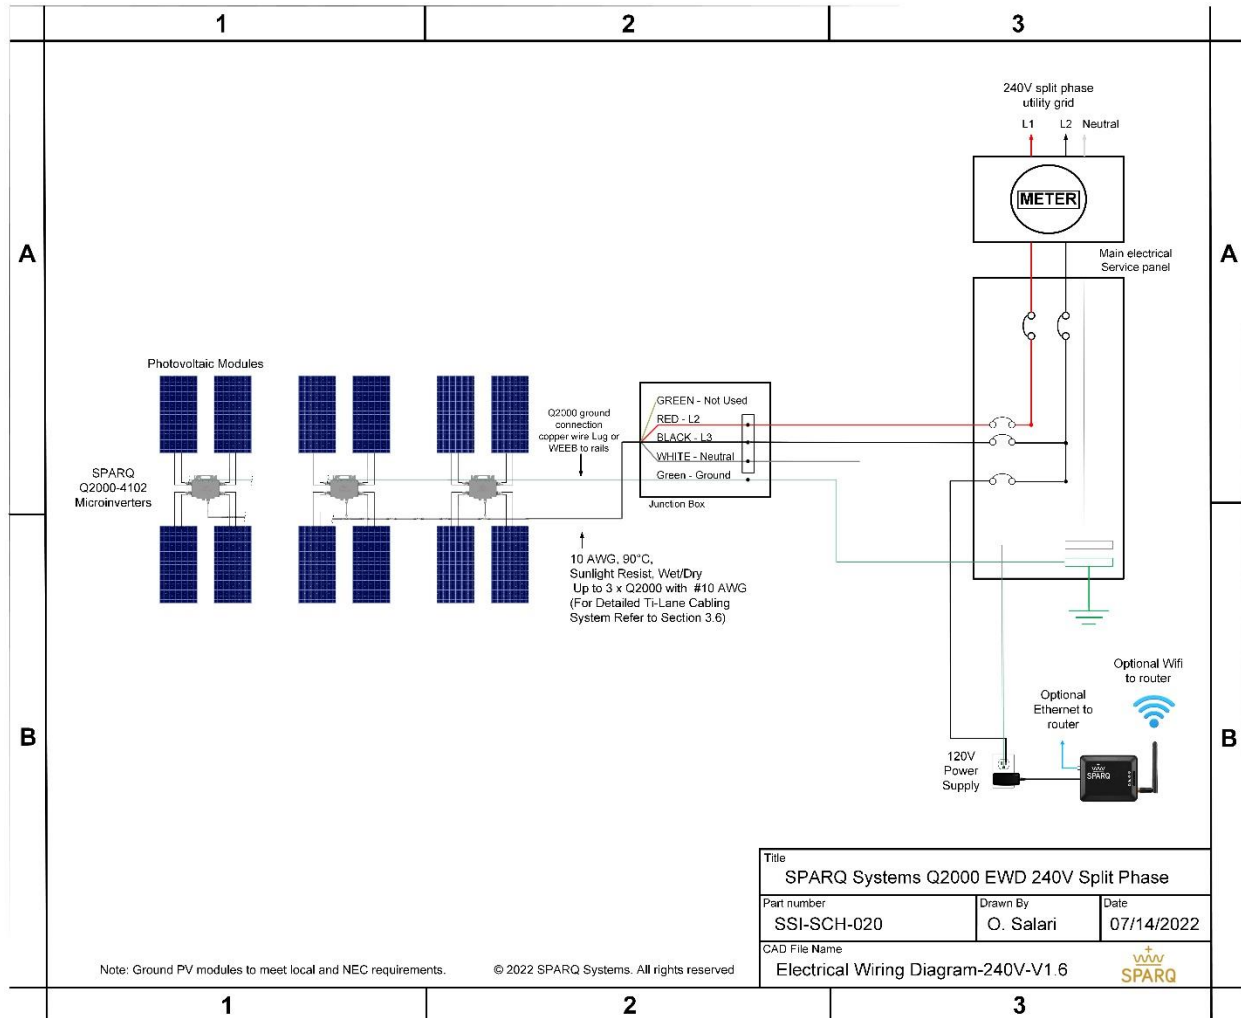 1 2 3
A A
B B
240V split phase
utility grid
L1 L2 Neutral
METER
Main electrical
Service panel
Photovoltaic Modules
SPARQ
Q2000-4102
Microinverters
Q2000 ground
connection
copper wire Lug or
WEEB to rails
GREEN - Not Used
RED - L2
BLACK - L3
WHITE - Neutral
Green - Ground
Junction Box
10 AWG, 90°C,
Sunlight Resist, Wet/Dry
Up to 3 x Q2000 with #10 AWG
(For Detailed Ti-Lane Cabling
System Refer to Section 3.6)
Optional Wifi
to router
Optional
Ethernet to
router
120V
Power
Supply
SPARQ
Title
SPARQ Systems Q2000 EWD 240V Split Phase
Part number
SSI-SCH-020
Drawn By
O. Salari
Date
07/14/2022
CAD File Name
Electrical Wiring Diagram-240V-V1.6
SPARQ
Note: Ground PV modules to meet local and NEC requirements.
© 2022 SPARQ Systems. All rights reserved
1 2 3